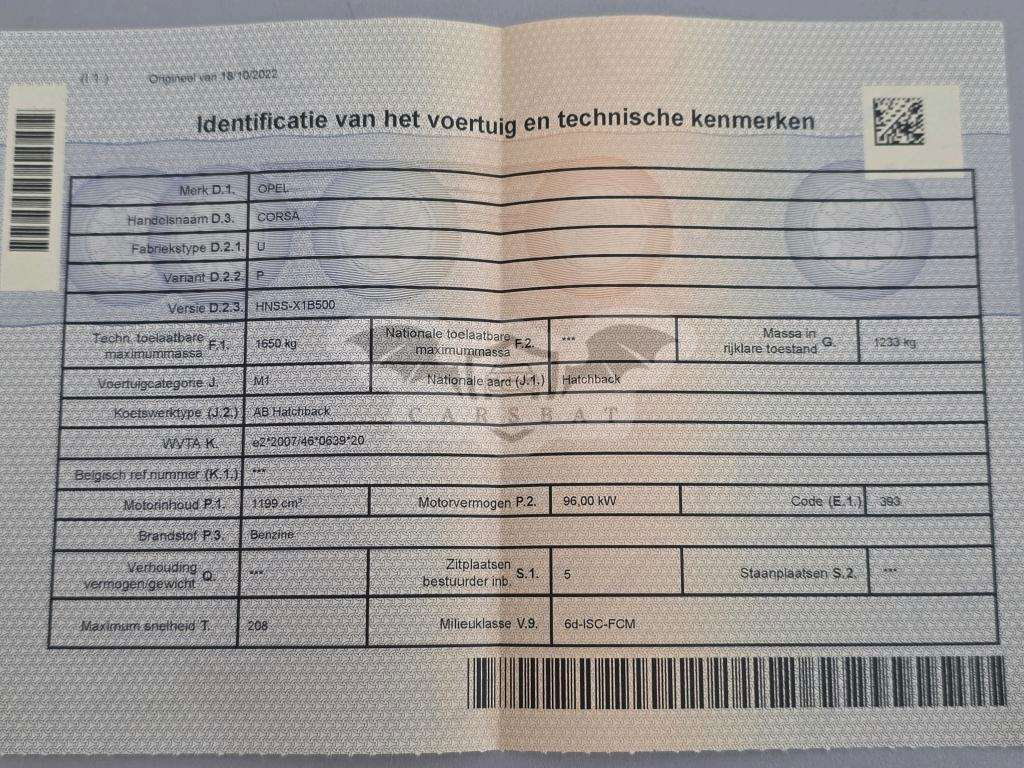 (I.1.) Origineel van 18/10/2022
Identificatie van het voertuig en technische kenmerken
Merk D.1. OPEL
Handelsnaam D.3. CORSA
Fabriekstype D.2.1. U
Variant D.2.2. P
Versie D.2.3. HNSS-X1B500
Techn. toelaatbare maximummassa F.1. 1650 kg Nationale toelaatbare maximummassa F.2. *** Massa in rijklare toestand G. 1233 kg
Voertuigcategorie J. M1 Nationale aard (J.1.) Hatchback
Koetswerktype (J.2.) AB Hatchback
CARSBAT
WVTA K. e2*2007/46*0639*20
Belgisch ref nummer (K.1.) ***
Motorinhoud P.1. 1199 cm³ Motorvermogen P.2. 96,00 kW Code (E.1.) 393
Brandstof P.3. Benzine
Verhouding vermogen/gewicht Q. *** Zitplaatsen bestuurder inb. S.1. 5 Staanplaatsen S.2. ***
Maximum snelheid T. 208 Milieuklasse V.9. 6d-ISC-FCM